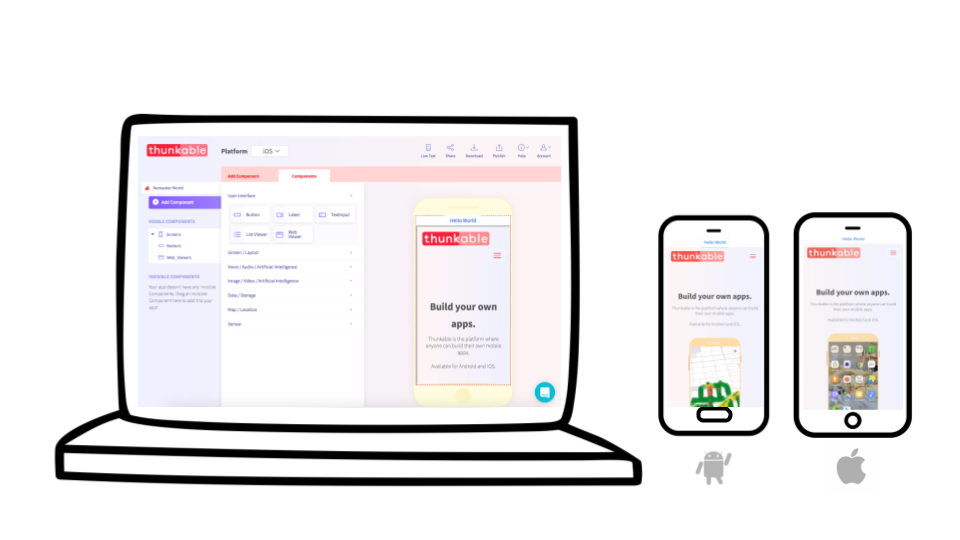 thunkable
Platform
iOS
Live Test
Share
Download
Publish
Help
Account
Add Component
Components
Homebar World
Add Component
VISIBLE COMPONENTS
Screen1
Button1
Web_Viewer1
INVISIBLE COMPONENTS
Your app doesn't have any Invisible
Components. Drag an Invisible
Component here to add it to your
app!
User Interface
Button
Label
TextInput
List Viewer
Web
Viewer
Screen / Layout
Voice / Audio / Artificial Intelligence
Image / Video / Artificial Intelligence
Data / Storage
Map / Location
Sensor
Hello World
thunkable
Build your own
apps.
Thunkable is the platform where
anyone can build their own mobile
apps.
Available for Android and iOS.
Hello World
thunkable
Build your own apps.
Thunkable is the platform where anyone can build
their own mobile apps.
Available for Android and iOS.
Hello World
thunkable
Build your own apps.
Thunkable is the platform where anyone can build
their own mobile apps.
Available for Android and iOS.